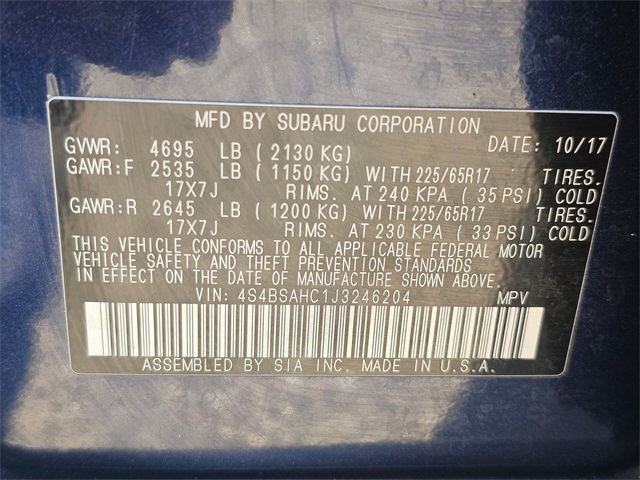 MFD BY SUBARU CORPORATION
GVWR: 4695 LB ( 2130 KG) DATE: 10/17
GAWR:F 2535 LB ( 1150 KG) WITH 225/65R17 TIRES.
17X7J RIMS. AT 240 KPA ( 35 PSI) COLD
GAWR:R 2645 LB ( 1200 KG) WITH 225/65R17 TIRES.
17X7J RIMS. AT 230 KPA ( 33 PSI) COLD
THIS VEHICLE CONFORMS TO ALL APPLICABLE FEDERAL MOTOR
VEHICLE SAFETY AND THEFT PREVENTION STANDARDS
IN EFFECT ON THE DATE OF MANUFACTURE SHOWN ABOVE.
VIN: 4S4BSAHC1J3246204 MPV
ASSEMBLED BY SIA INC. MADE IN U.S.A.